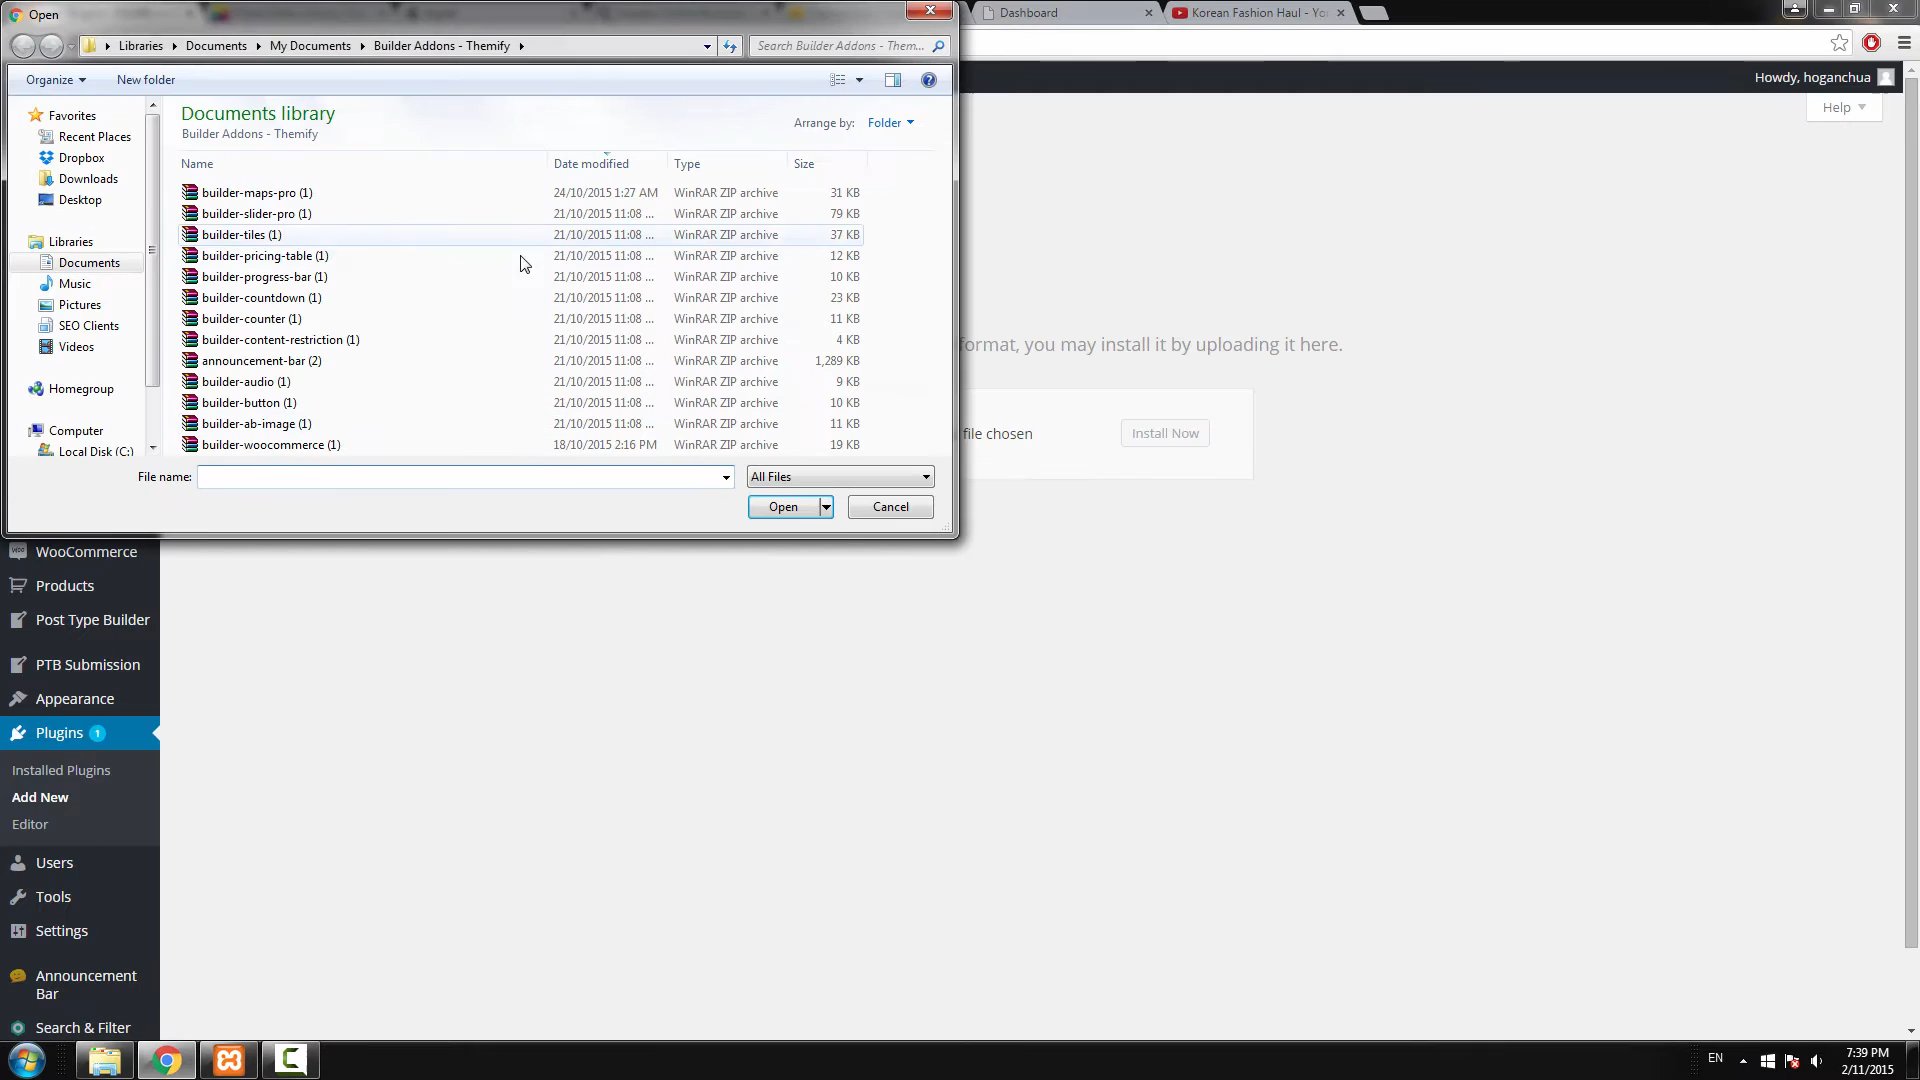 Open
Dashboard
Korean Fashion Haul - Yo
Libraries
Documents
My Documents
Builder Addons - Themify
Search Builder Addons - Them...
Organize
New folder
Howdy, hoganchua
Help
Favorites
Recent Places
Dropbox
Downloads
Desktop
Libraries
Documents
Music
Pictures
SEO Clients
Videos
Homegroup
Computer
Local Disk (C:)
Documents library
Builder Addons - Themify
Arrange by: Folder
Name Date modified Type Size
builder-maps-pro (1) 24/10/2015 1:27 AM WinRAR ZIP archive 31 KB
builder-slider-pro (1) 21/10/2015 11:08 ... WinRAR ZIP archive 79 KB
builder-tiles (1) 21/10/2015 11:08 ... WinRAR ZIP archive 37 KB
builder-pricing-table (1) 21/10/2015 11:08 ... WinRAR ZIP archive 12 KB
builder-progress-bar (1) 21/10/2015 11:08 ... WinRAR ZIP archive 10 KB
builder-countdown (1) 21/10/2015 11:08 ... WinRAR ZIP archive 23 KB
builder-counter (1) 21/10/2015 11:08 ... WinRAR ZIP archive 11 KB
builder-content-restriction (1) 21/10/2015 11:08 ... WinRAR ZIP archive 4 KB
announcement-bar (2) 21/10/2015 11:08 ... WinRAR ZIP archive 1,289 KB
builder-audio (1) 21/10/2015 11:08 ... WinRAR ZIP archive 9 KB
builder-button (1) 21/10/2015 11:08 ... WinRAR ZIP archive 10 KB
builder-ab-image (1) 21/10/2015 11:08 ... WinRAR ZIP archive 11 KB
builder-woocommerce (1) 18/10/2015 2:16 PM WinRAR ZIP archive 19 KB
File name:
All Files
Open
Cancel
format, you may install it by uploading it here.
file chosen
Install Now
WooCommerce
Products
Post Type Builder
PTB Submission
Appearance
Plugins 1
Installed Plugins
Add New
Editor
Users
Tools
Settings
Announcement
Bar
Search & Filter
EN
7:39 PM
2/11/2015